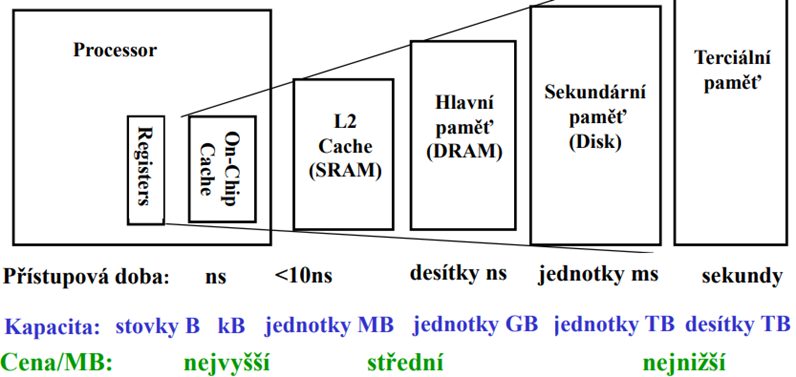 Processor
Registers
On-Chip
Cache
L2
Cache
(SRAM)
Hlavní
paměť
(DRAM)
Sekundární
paměť
(Disk)
Terciální
paměť
Přístupová doba: ns <10ns desítky ns jednotky ms sekundy
Kapacita: stovky B kB jednotky MB jednotky GB jednotky TB desítky TB
Cena/MB: nejvyšší střední nejnižší